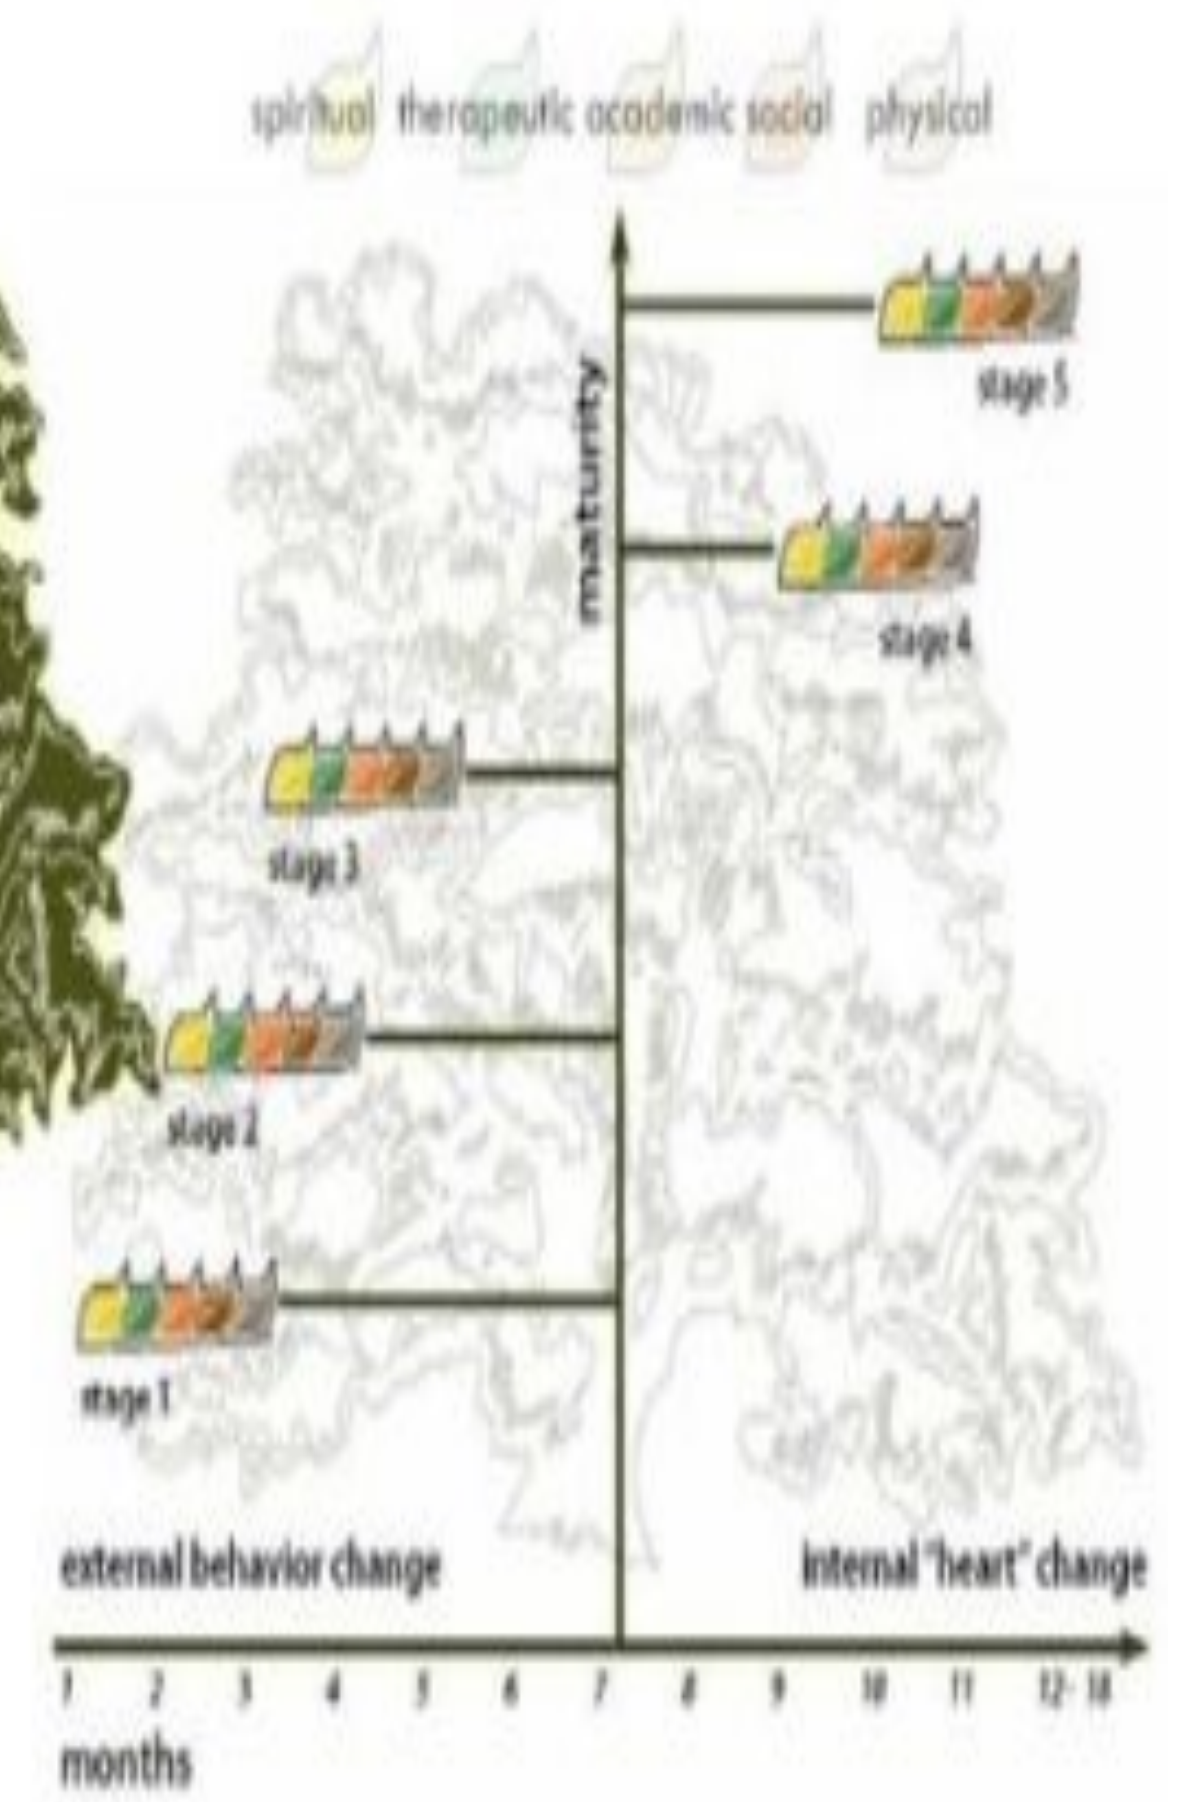 spiritual therapeutic academic social physical
maturity
stage 5
stage 4
stage 3
stage 2
stage 1
external behavior change
internal "heart" change
1 2 3 4 5 6 7 8 9 10 11 12-18
months